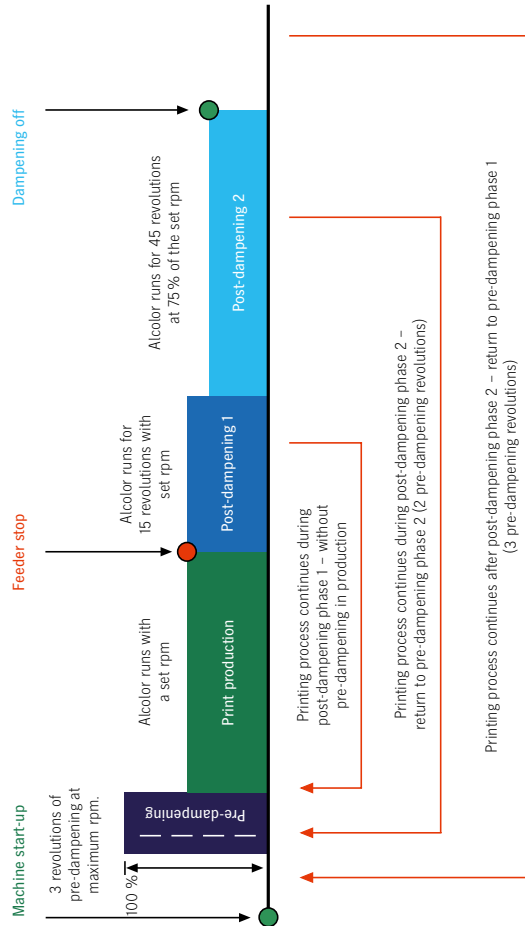 Machine start-up
Feeder stop
Dampening off
3 revolutions of
pre-dampening at
maximum rpm.
100 %
Alcolor runs with
a set rpm
Alcolor runs for
15 revolutions with
set rpm
Alcolor runs for 45 revolutions
at 75 % of the set rpm
Pre-dampening
Print production
Post-dampening 1
Post-dampening 2
Printing process continues during
post-dampening phase 1 – without
pre-dampening in production
Printing process continues during post-dampening phase 2 –
return to pre-dampening phase 2 (2 pre-dampening revolutions)
Printing process continues after post-dampening phase 2 – return to pre-dampening phase 1
(3 pre-dampening revolutions)